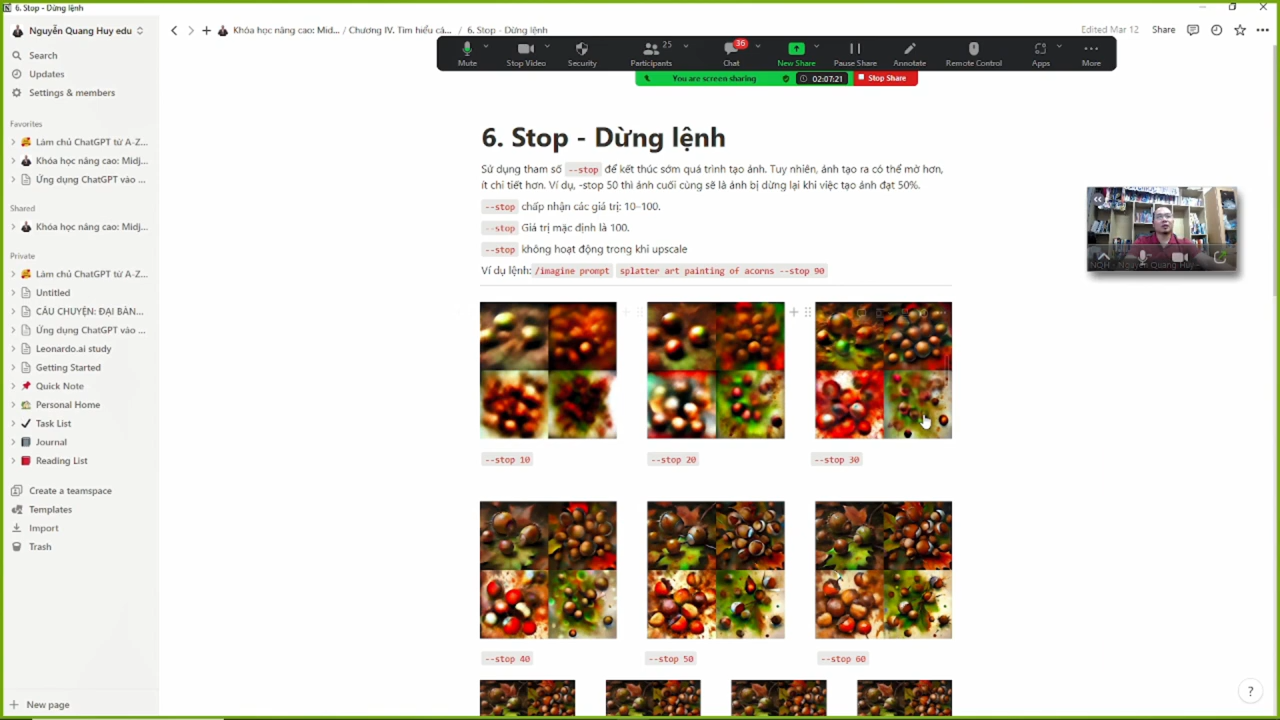 6. Stop - Dừng lệnh
Nguyễn Quang Huy edu
Khóa học nâng cao: Mid... / Chương IV. Tìm hiểu cá... / 6. Stop - Dừng lệnh
Edited Mar 12
Share
Search
Updates
Settings & members
Favorites
Làm chủ ChatGPT từ A-Z...
Khóa học nâng cao: Midj...
Ứng dụng ChatGPT vào ...
Shared
Khóa học nâng cao: Midj...
Private
Làm chủ ChatGPT từ A-Z...
Untitled
CÂU CHUYỆN: ĐẠI BÀN...
Ứng dụng ChatGPT vào ...
Leonardo.ai study
Getting Started
Quick Note
Personal Home
Task List
Journal
Reading List
Create a teamspace
Templates
Import
Trash
New page
Mute
Stop Video
Security
25
Participants
36
Chat
New Share
Pause Share
Annotate
Remote Control
Apps
More
You are screen sharing
02:07:21
Stop Share
6. Stop - Dừng lệnh
Sử dụng tham số --stop để kết thúc sớm quá trình tạo ảnh. Tuy nhiên, ảnh tạo ra có thể mờ hơn,
ít chi tiết hơn. Ví dụ, -stop 50 thì ảnh cuối cùng sẽ là ảnh bị dừng lại khi việc tạo ảnh đạt 50%.
--stop chấp nhận các giá trị: 10–100.
--stop Giá trị mặc định là 100.
--stop không hoạt động trong khi upscale
Ví dụ lệnh: /imagine prompt splatter art painting of acorns --stop 90
--stop 10
--stop 20
--stop 30
--stop 40
--stop 50
--stop 60
NQH - Nguyễn Quang Huy -
?